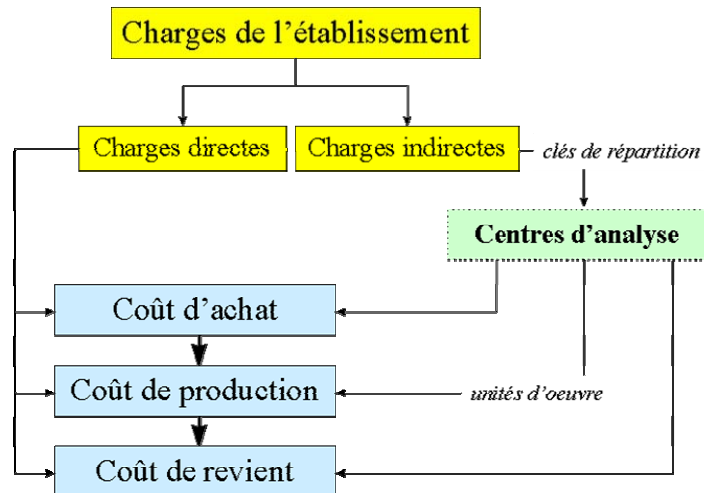 Charges de l'établissement
Charges directes
Charges indirectes
clés de répartition
Centres d'analyse
Coût d'achat
Coût de production
unités d'oeuvre
Coût de revient